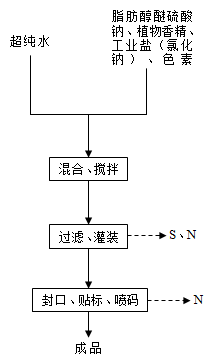 超纯水
脂肪醇醚硫酸
钠、植物香精、
工业盐（氯化
钠）、色素
混合、搅拌
过滤、灌装
S、N
封口、贴标、喷码
N
成品